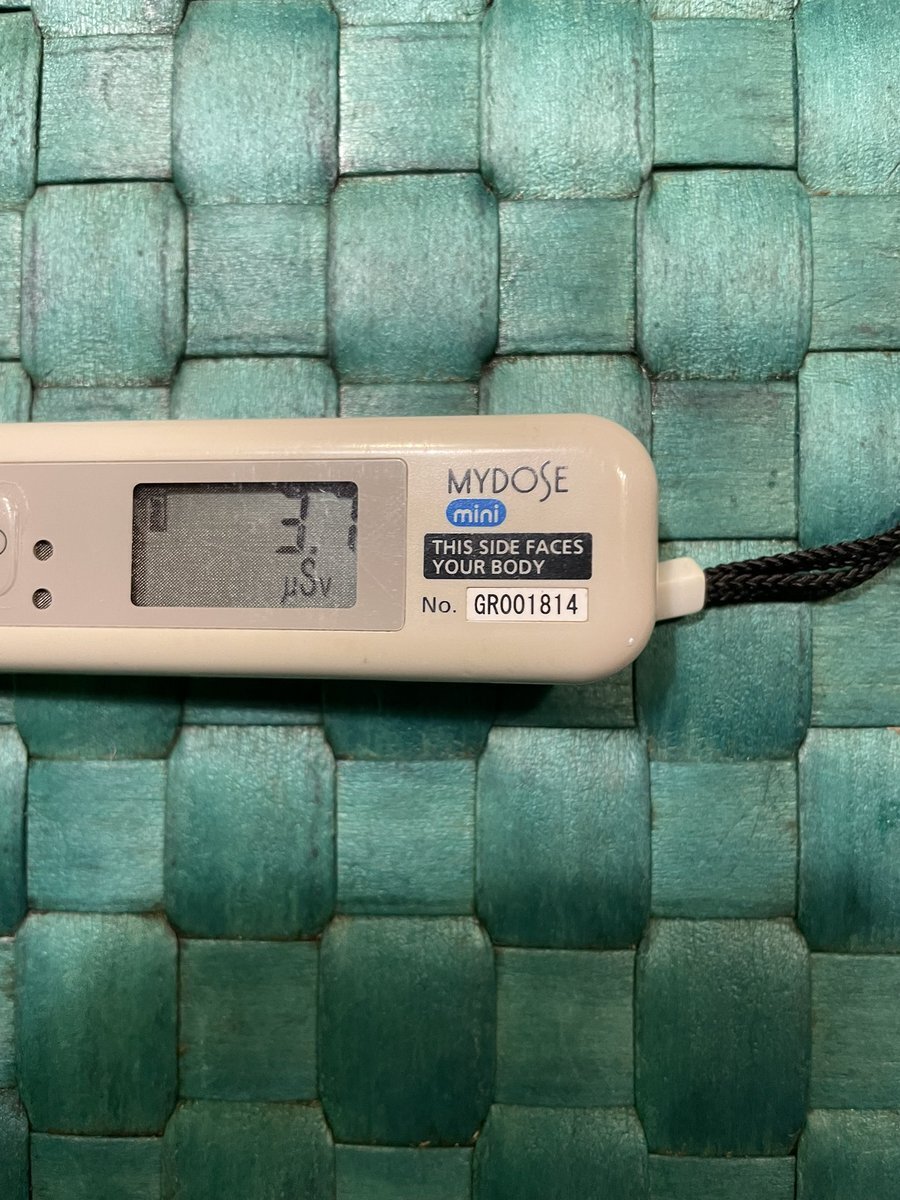 MYDOSE
mini
THIS SIDE FACES
YOUR BODY
No. GR001814
3.7
µSv